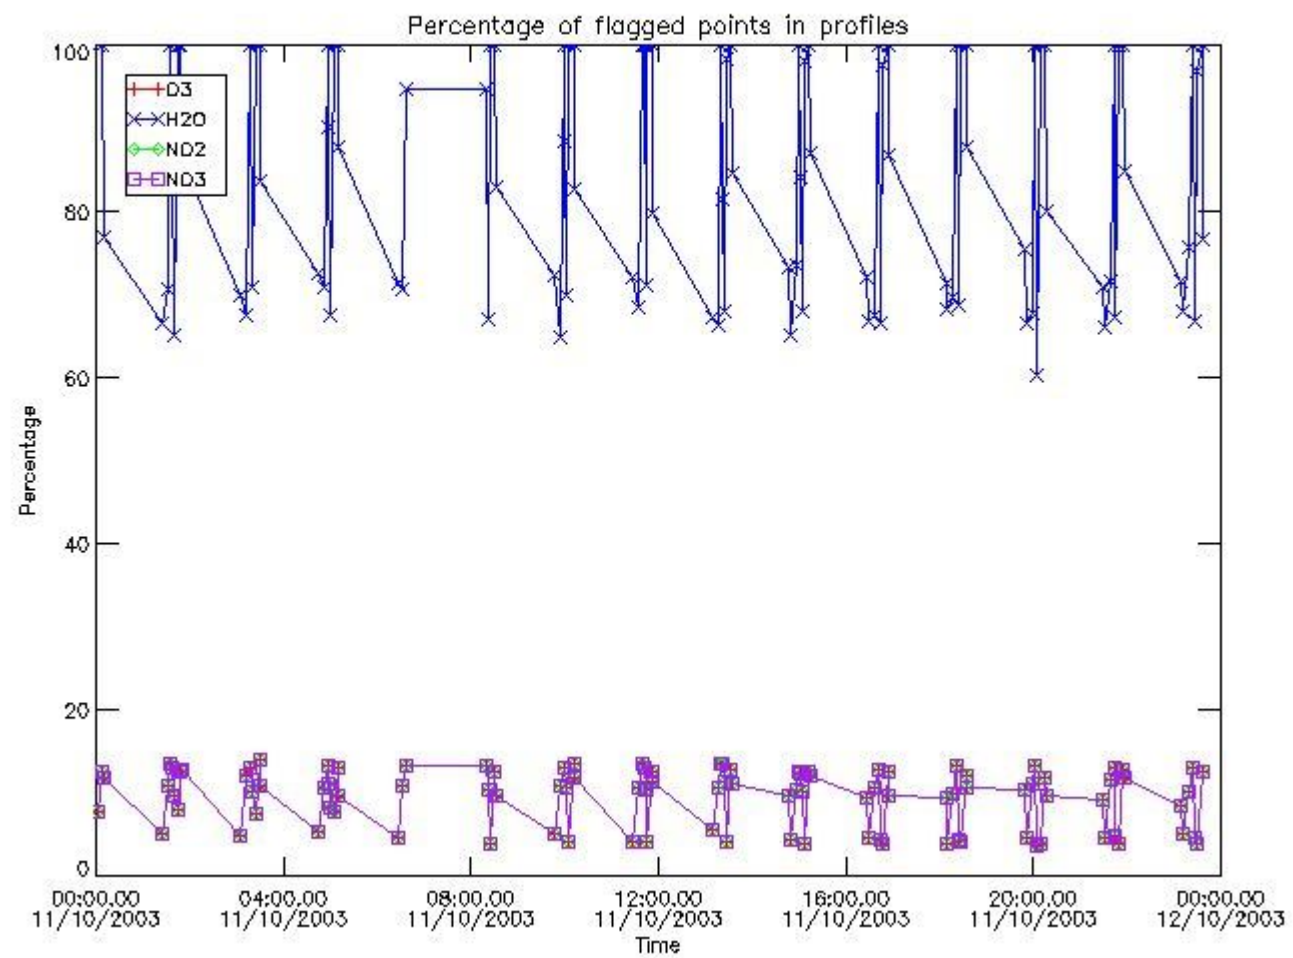 Percentage of flagged points in profiles
100
O3
H2O
NO2
NO3
80
60
Percentage
40
20
0
00:00.00 04:00.00 08:00.00 12:00.00 16:00.00 20:00.00 00:00.00
11/10/2003 11/10/2003 11/10/2003 11/10/2003 11/10/2003 11/10/2003 12/10/2003
Time